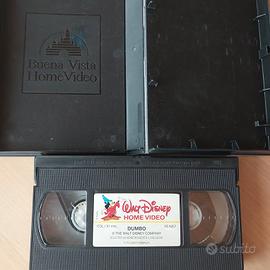 Buena Vista
Home Video
WALT DISNEY
HOME VIDEO
DUMBO
© THE WALT DISNEY COMPANY
subito